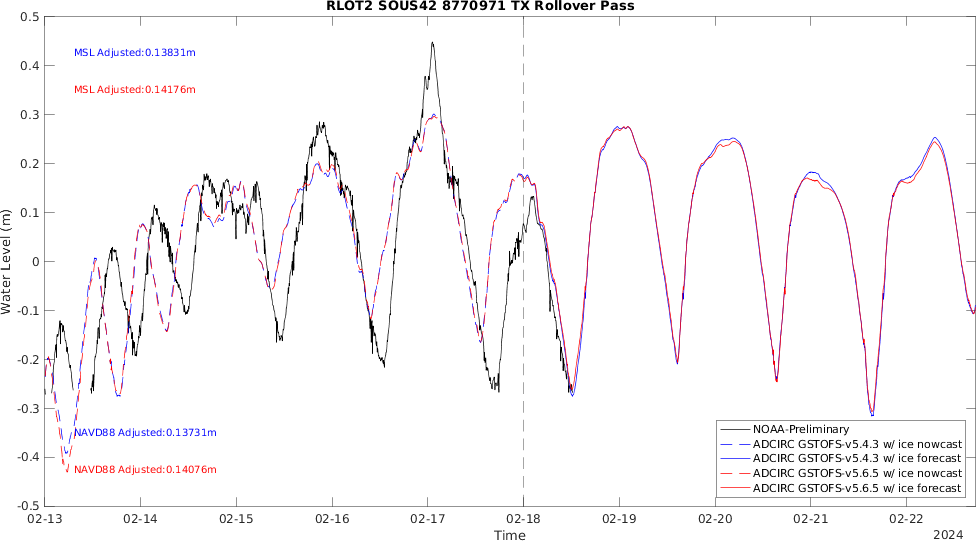 RLOT2 SOUS42 8770971 TX Rollover Pass
0.5
0.4
0.3
0.2
0.1
0
-0.1
-0.2
-0.3
-0.4
-0.5
Water Level (m)
MSL Adjusted:0.13831m
MSL Adjusted:0.14176m
NAVD88 Adjusted:0.13731m
NAVD88 Adjusted:0.14076m
NOAA-Preliminary
ADCIRC GSTOFS-v5.4.3 w/ ice nowcast
ADCIRC GSTOFS-v5.4.3 w/ ice forecast
ADCIRC GSTOFS-v5.6.5 w/ ice nowcast
ADCIRC GSTOFS-v5.6.5 w/ ice forecast
02-13 02-14 02-15 02-16 02-17 02-18 02-19 02-20 02-21 02-22
Time
2024